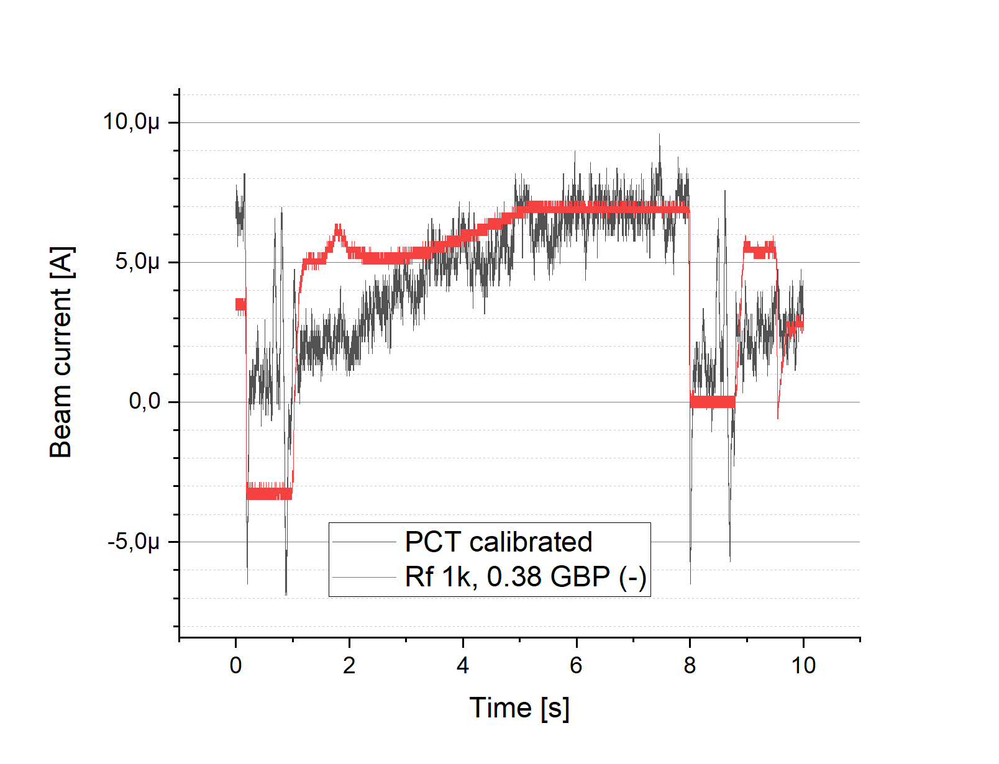 10,0µ
5,0µ
0,0
-5,0µ
Beam current [A]
PCT calibrated
Rf 1k, 0.38 GBP (-)
0 2 4 6 8 10
Time [s]